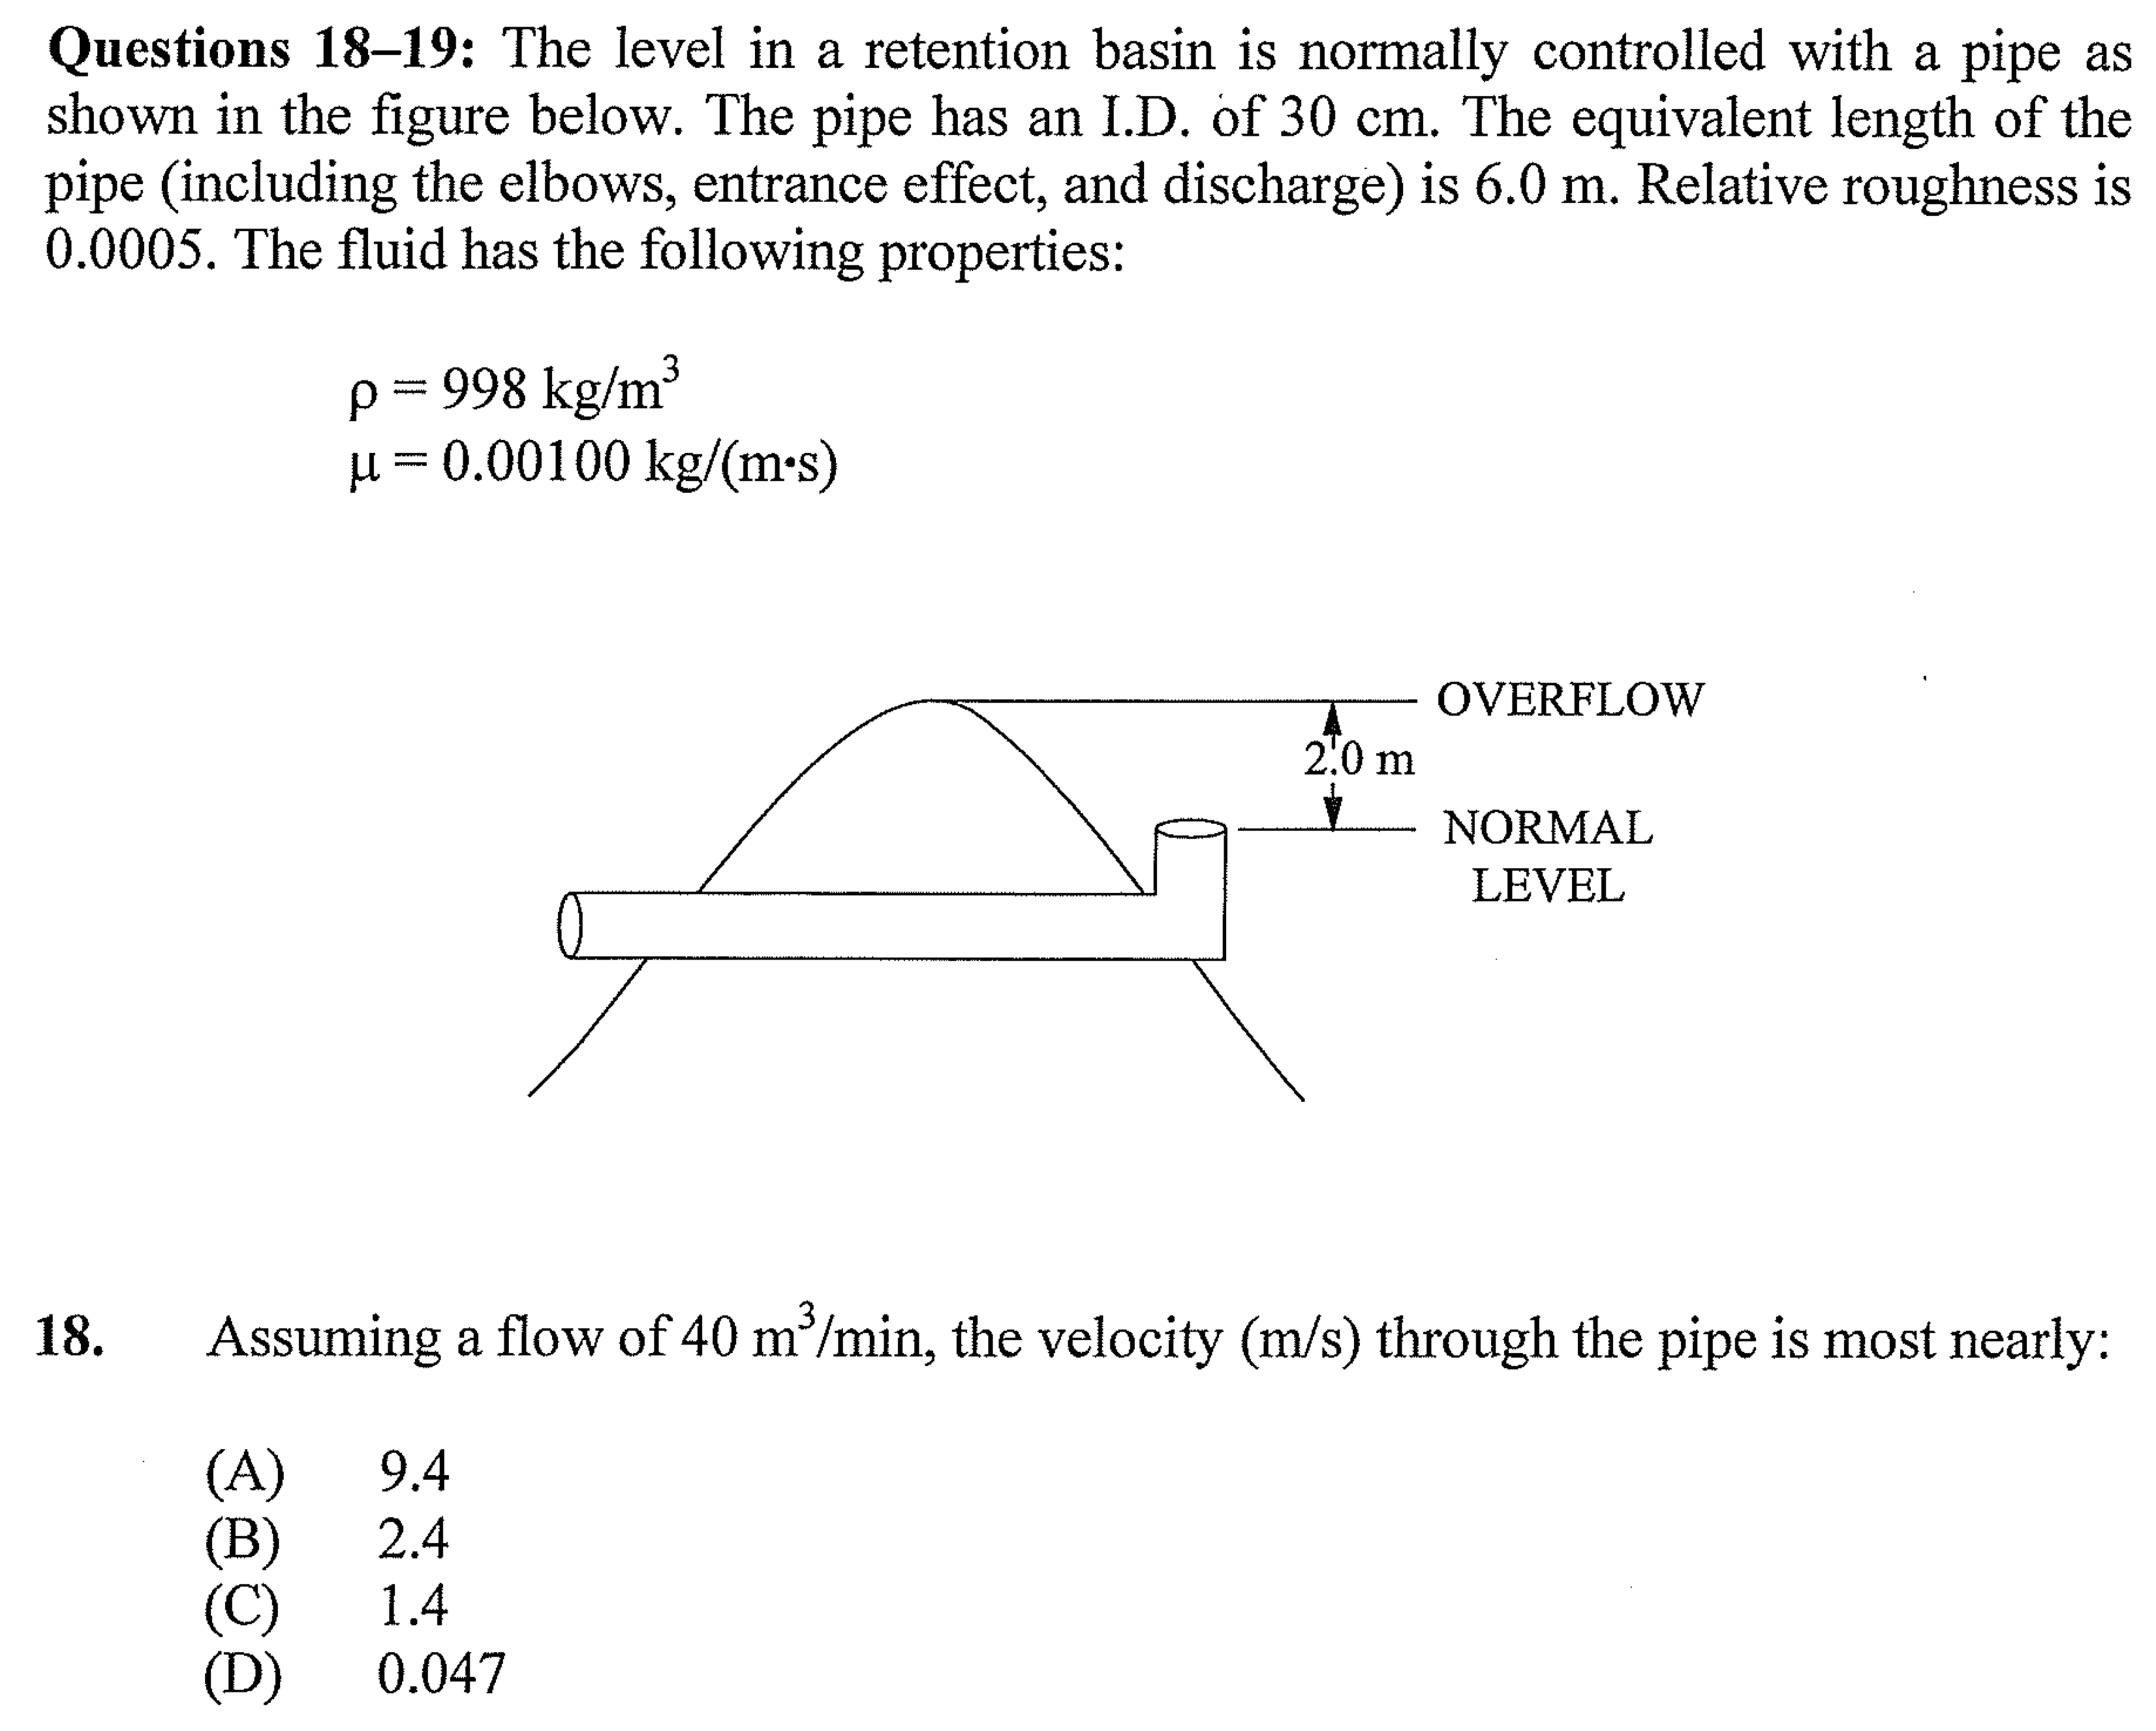 Questions 18–19: The level in a retention basin is normally controlled with a pipe as
shown in the figure below. The pipe has an I.D. of 30 cm. The equivalent length of the
pipe (including the elbows, entrance effect, and discharge) is 6.0 m. Relative roughness is
0.0005. The fluid has the following properties:
ρ = 998 kg/m³
μ = 0.00100 kg/(m·s)
OVERFLOW
2.0 m
NORMAL
LEVEL
18. Assuming a flow of 40 m³/min, the velocity (m/s) through the pipe is most nearly:
(A) 9.4
(B) 2.4
(C) 1.4
(D) 0.047